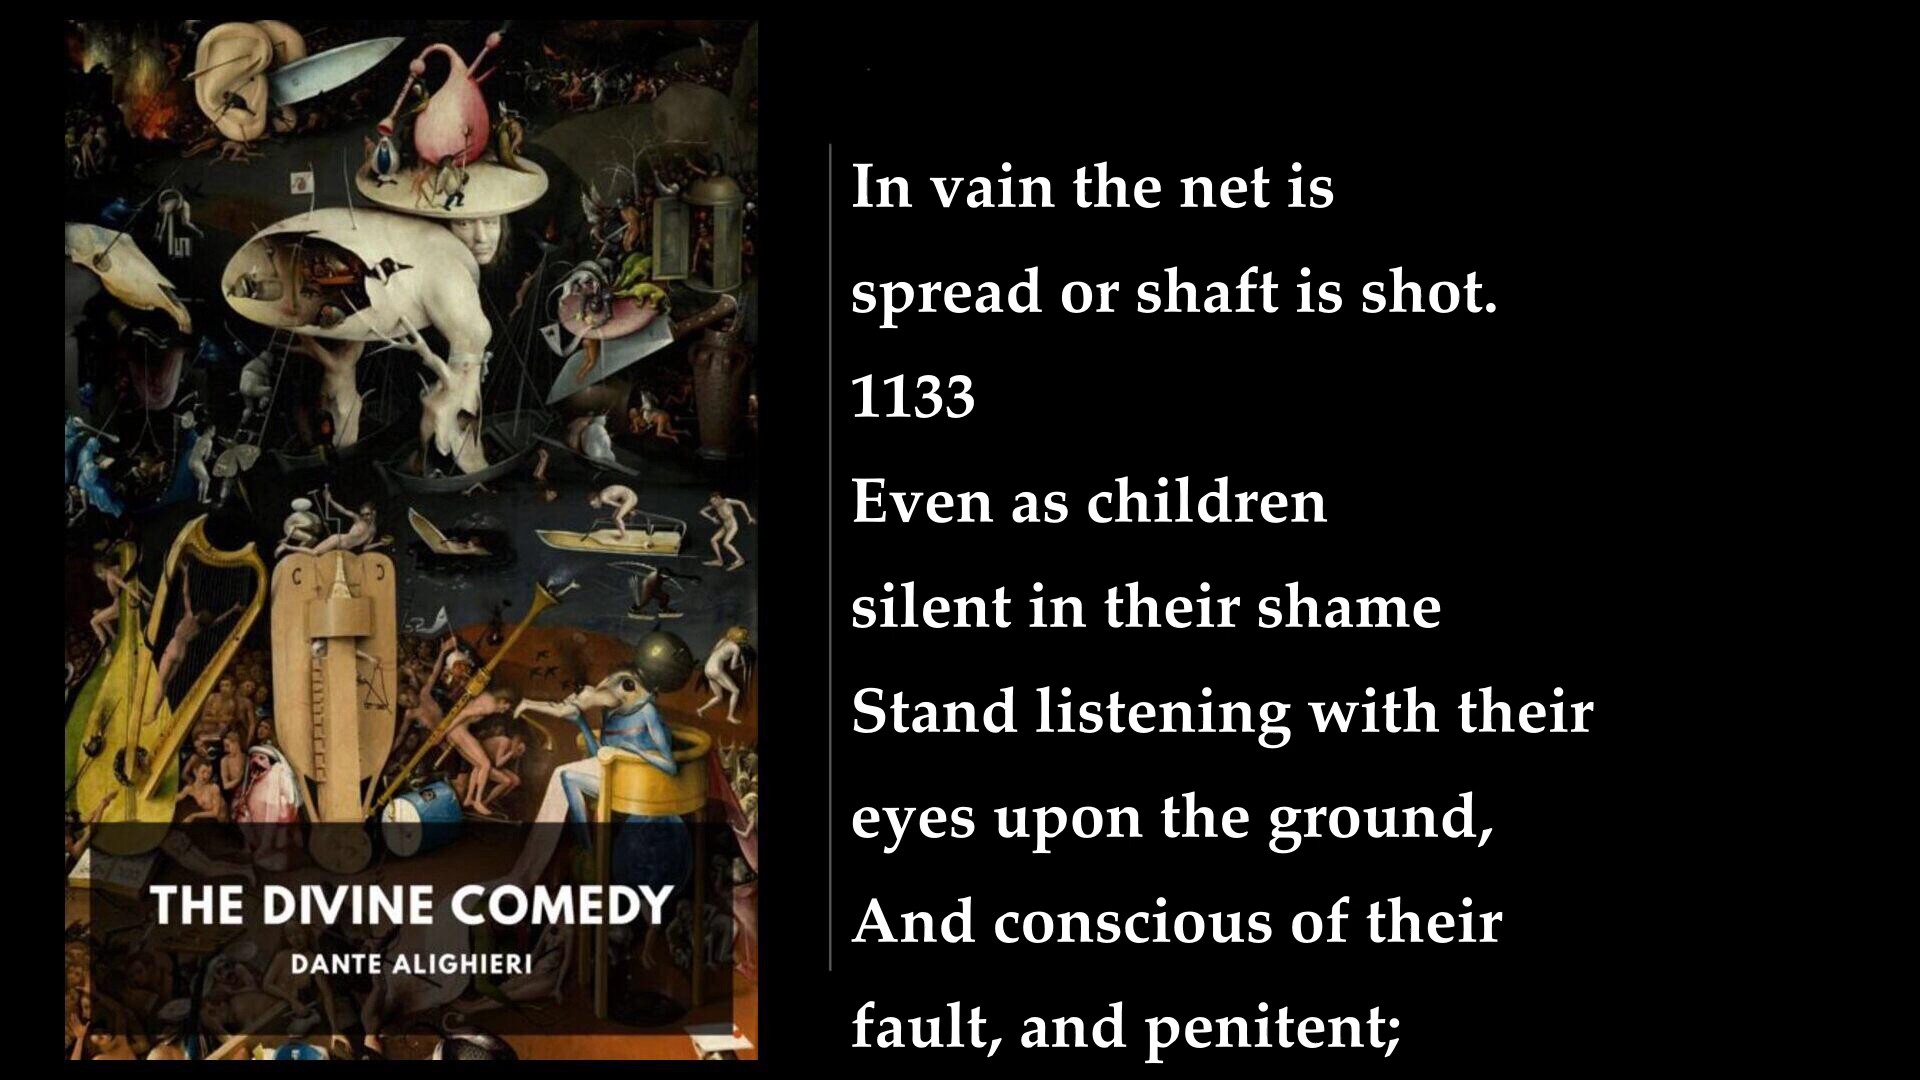 In vain the net is
spread or shaft is shot.
1133
Even as children
silent in their shame
Stand listening with their
eyes upon the ground,
And conscious of their
fault, and penitent;
THE DIVINE COMEDY
DANTE ALIGHIERI